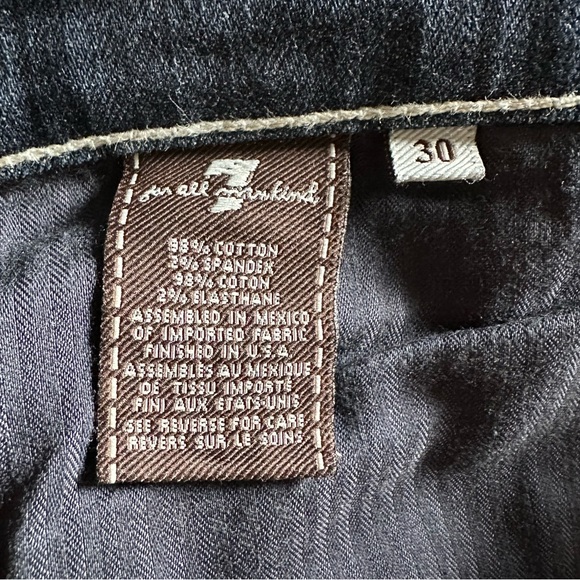 7
for all mankind
30
98% COTTON
2% SPANDEX
98% COTON
2% ELASTHANE
ASSEMBLED IN MEXICO
OF IMPORTED FABRIC
FINISHED IN U.S.A
ASSEMBLÉS AU MEXIQUE
DE TISSU IMPORTÉ
FINI AUX ETATS-UNIS
SEE REVERSE FOR CARE
REVERS SUR LE SOINS